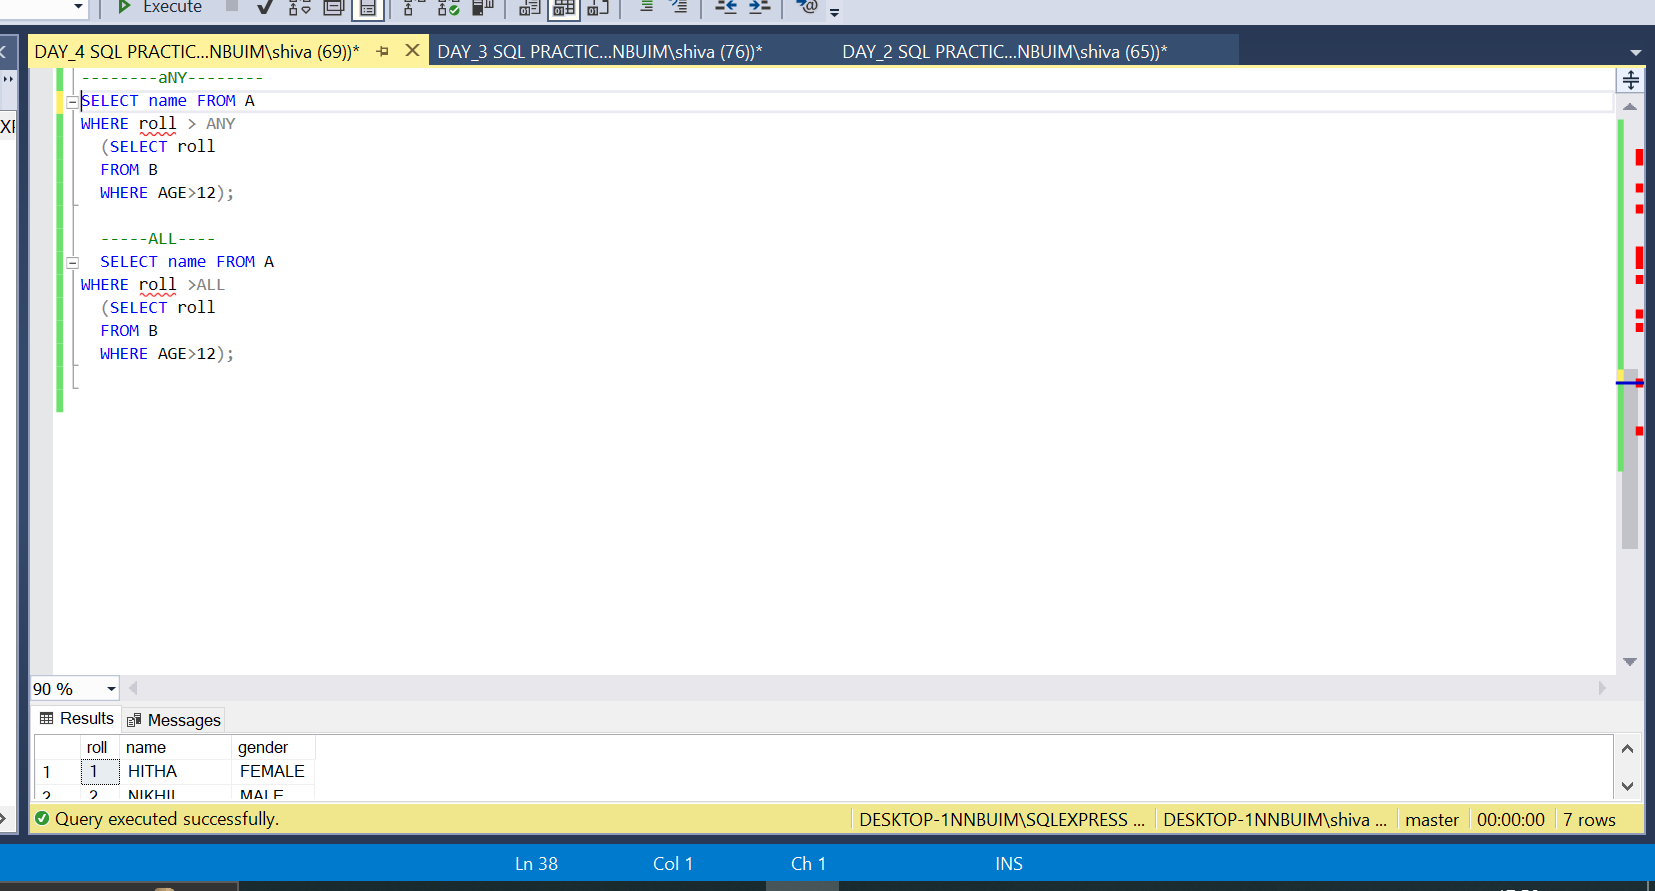 Execute
DAY_4 SQL PRACTIC...NBUIM\shiva (69))*
DAY_3 SQL PRACTIC...NBUIM\shiva (76))*
DAY_2 SQL PRACTIC...NBUIM\shiva (65))*
--------aNY--------
SELECT name FROM A
WHERE roll > ANY
(SELECT roll
FROM B
WHERE AGE>12);
-----ALL----
SELECT name FROM A
WHERE roll >ALL
(SELECT roll
FROM B
WHERE AGE>12);
90 %
Results
Messages
roll name gender
1 1 HITHA FEMALE
2 2 NIKHIL MALE
Query executed successfully.
DESKTOP-1NNBUIM\SQLEXPRESS ...
DESKTOP-1NNBUIM\shiva ...
master
00:00:00
7 rows
Ln 38
Col 1
Ch 1
INS